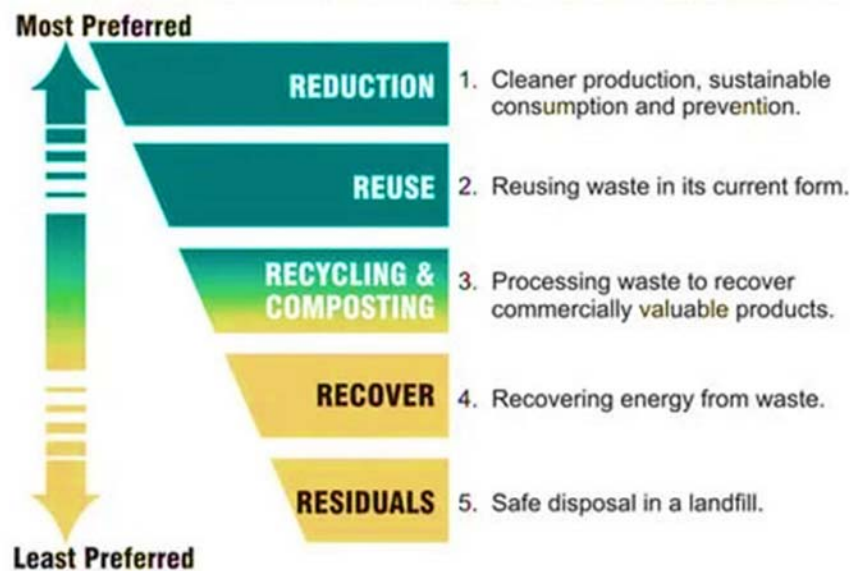 Most Preferred
REDUCTION
1. Cleaner production, sustainable
consumption and prevention.
REUSE
2. Reusing waste in its current form.
RECYCLING &
COMPOSTING
3. Processing waste to recover
commercially valuable products.
RECOVER
4. Recovering energy from waste.
RESIDUALS
5. Safe disposal in a landfill.
Least Preferred